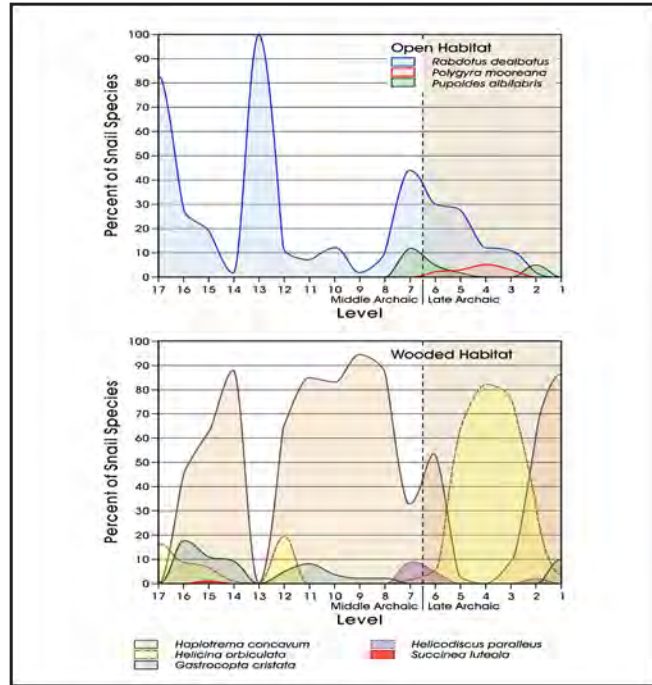 Open Habitat
Rabdotus dealbatus
Polygyra mooreana
Pupoides albilabris
Percent of Snail Species
100
90
80
70
60
50
40
30
20
10
0
17 16 15 14 13 12 11 10 9 8 7 6 5 4 3 2 1
Middle Archaic Late Archaic
Level
Wooded Habitat
Percent of Snail Species
100
90
80
70
60
50
40
30
20
10
0
17 16 15 14 13 12 11 10 9 8 7 6 5 4 3 2 1
Middle Archaic Late Archaic
Level
Haplotrema concavum
Helicina orbiculata
Gastrocopta cristata
Helicodiscus paralleus
Succinea luteola